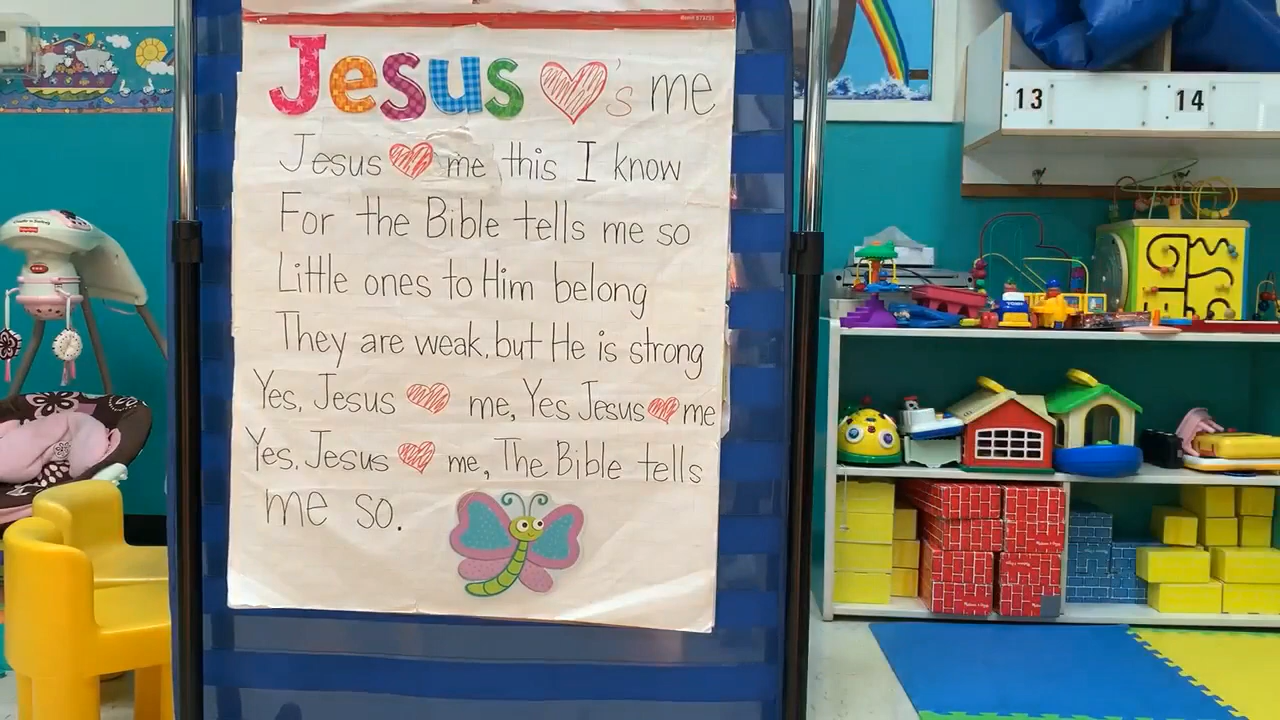 Jesus ♥'s me
Jesus ♥ me this I know
For the Bible tells me so
Little ones to Him belong
They are weak, but He is strong
Yes, Jesus ♥ me, Yes Jesus ♥ me
Yes, Jesus ♥ me, The Bible tells
me so.
13
14